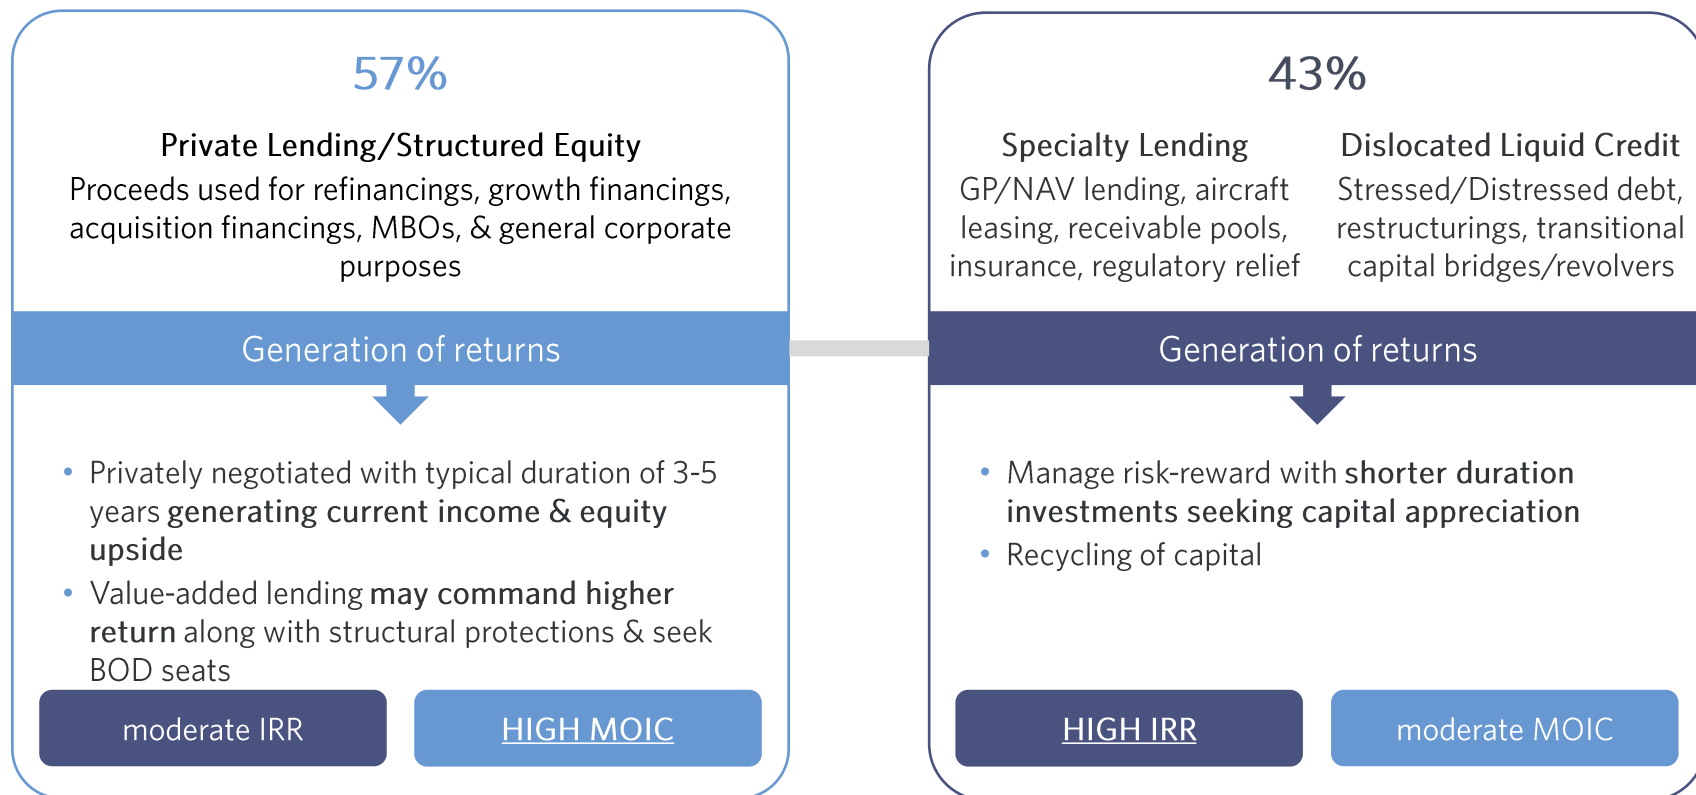 57%
Private Lending/Structured Equity
Proceeds used for refinancings, growth financings,
acquisition financings, MBOs, & general corporate
purposes
Generation of returns
• Privately negotiated with typical duration of 3-5
years generating current income & equity
upside
• Value-added lending may command higher
return along with structural protections & seek
BOD seats
moderate IRR
HIGH MOIC
43%
Specialty Lending
GP/NAV lending, aircraft
leasing, receivable pools,
insurance, regulatory relief
Dislocated Liquid Credit
Stressed/Distressed debt,
restructurings, transitional
capital bridges/revolvers
Generation of returns
• Manage risk-reward with shorter duration
investments seeking capital appreciation
• Recycling of capital
HIGH IRR
moderate MOIC